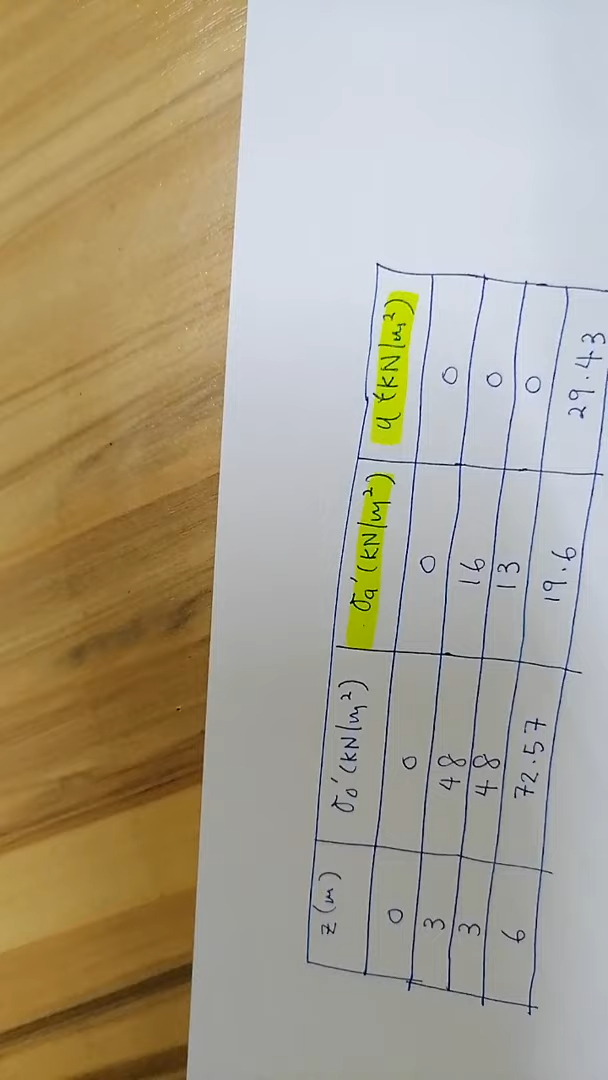 z (m) σo' (kN/m²) σa' (kN/m²) u (kN/m²)
0 0 0 0
3 48 16 0
3 48 13 0
6 72.57 19.6 29.43